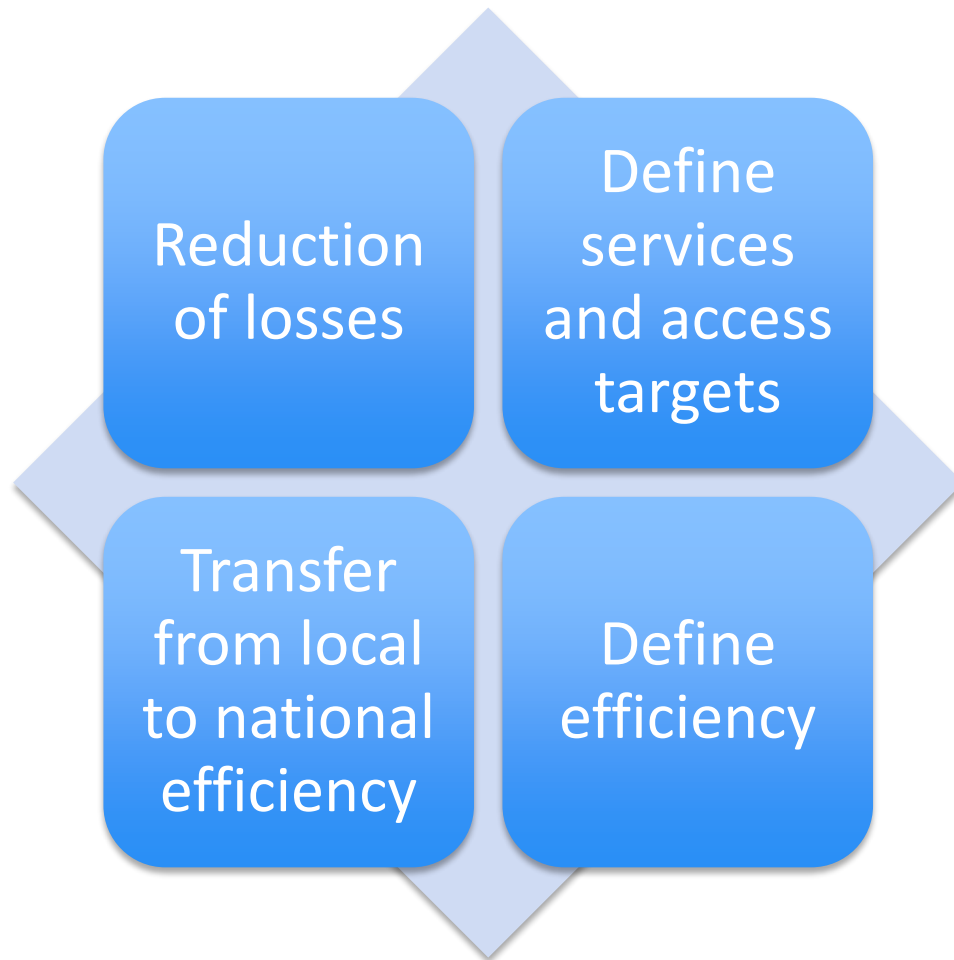 Reduction
of losses
Define
services
and access
targets
Transfer
from local
to national
efficiency
Define
efficiency